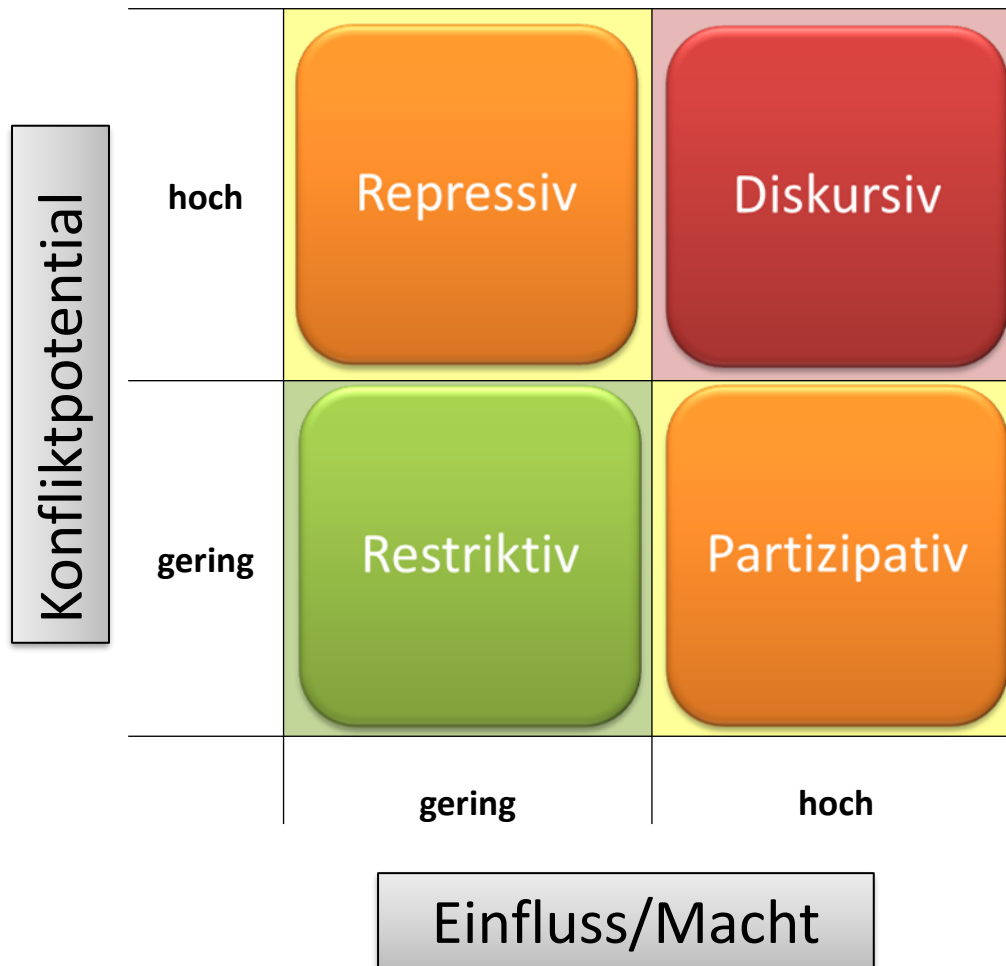 Konfliktpotential
hoch
Repressiv
Diskursiv
gering
Restriktiv
Partizipativ
gering
hoch
Einfluss/Macht